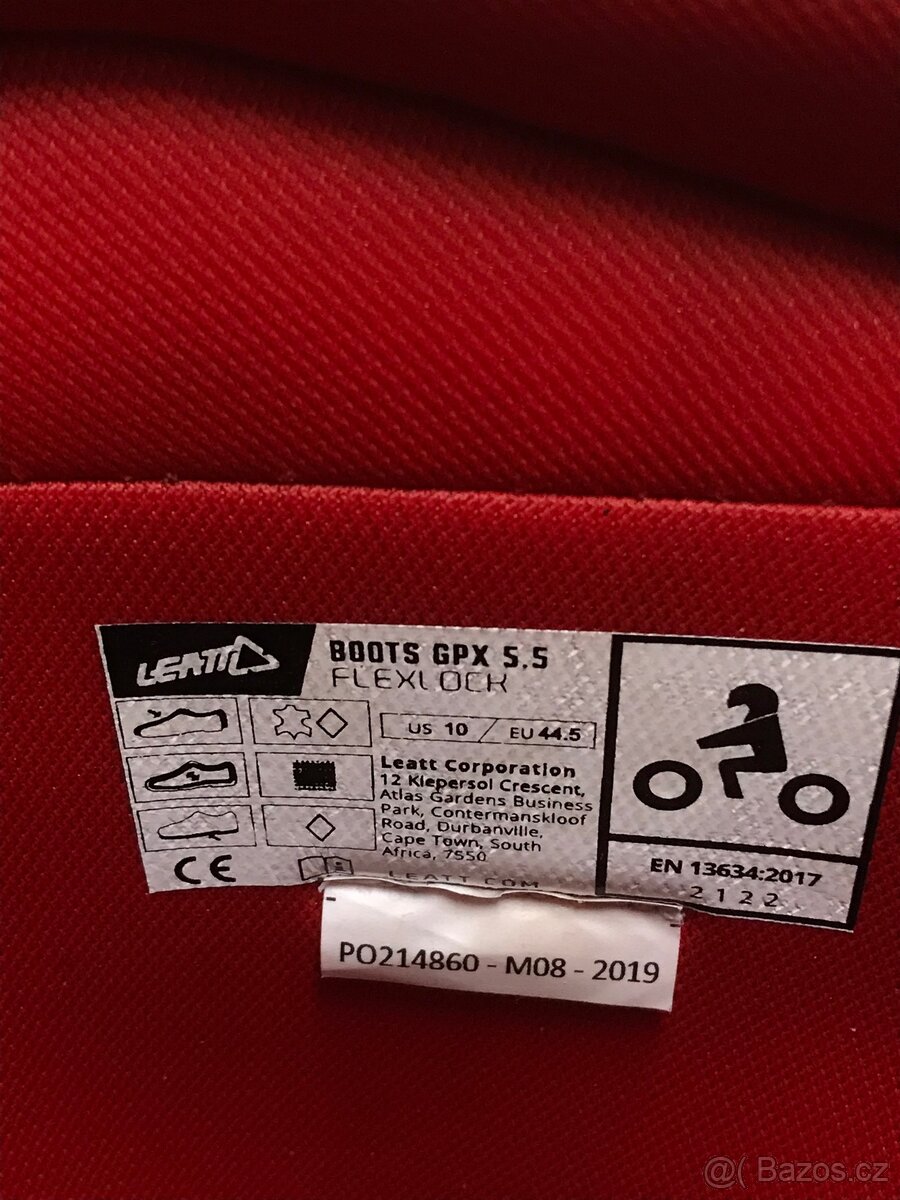 LEATT
BOOTS GPX 5.5
FLEXLOCK
US 10 / EU 44.5
Leatt Corporation
12 Kiepersol Crescent,
Atlas Gardens Business
Park, Contermanskloof
Road, Durbanville,
Cape Town, South
Africa, 7550
LEATT.COM
CE
EN 13634:2017
2 1 2 2
PO214860 - M08 - 2019
@( Bazos.cz